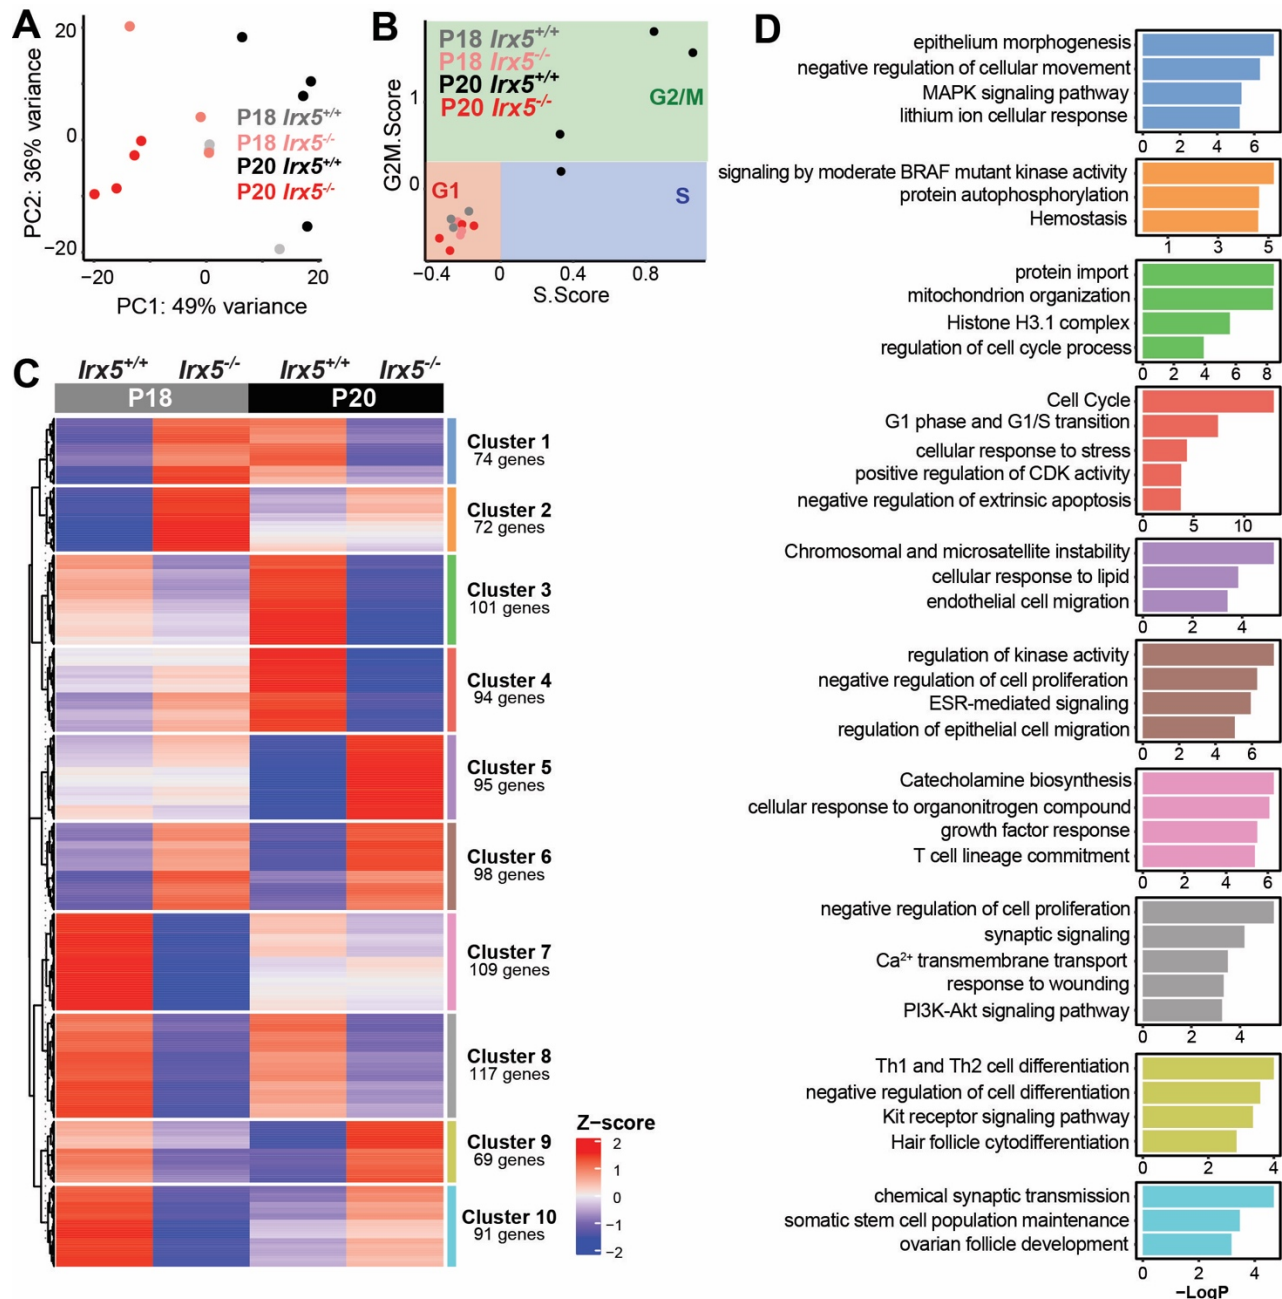 A
20
0
−20
PC2: 36% variance
P18 Irx5+/+
P18 Irx5-/-
P20 Irx5+/+
P20 Irx5-/-
−20
0
20
PC1: 49% variance
B
P18 Irx5+/+
P18 Irx5-/-
P20 Irx5+/+
P20 Irx5-/-
G2/M
G1
S
1
0
G2M.Score
−0.4
0
0.4
0.8
S.Score
C
Irx5+/+ Irx5-/- Irx5+/+ Irx5-/-
P18 P20
Cluster 1
74 genes
Cluster 2
72 genes
Cluster 3
101 genes
Cluster 4
94 genes
Cluster 5
95 genes
Cluster 6
98 genes
Cluster 7
109 genes
Cluster 8
117 genes
Cluster 9
69 genes
Cluster 10
91 genes
Z−score
2
1
0
−1
−2
D
epithelium morphogenesis
negative regulation of cellular movement
MAPK signaling pathway
lithium ion cellular response
0 2 4 6
signaling by moderate BRAF mutant kinase activity
protein autophosphorylation
Hemostasis
1 3 5
protein import
mitochondrion organization
Histone H3.1 complex
regulation of cell cycle process
0 2 4 6 8
Cell Cycle
G1 phase and G1/S transition
cellular response to stress
positive regulation of CDK activity
negative regulation of extrinsic apoptosis
0 5 10
Chromosomal and microsatellite instability
cellular response to lipid
endothelial cell migration
0 2 4
regulation of kinase activity
negative regulation of cell proliferation
ESR-mediated signaling
regulation of epithelial cell migration
0 2 4 6
Catecholamine biosynthesis
cellular response to organonitrogen compound
growth factor response
T cell lineage commitment
0 2 4 6
negative regulation of cell proliferation
synaptic signaling
Ca2+ transmembrane transport
response to wounding
PI3K-Akt signaling pathway
0 2 4
Th1 and Th2 cell differentiation
negative regulation of cell differentiation
Kit receptor signaling pathway
Hair follicle cytodifferentiation
0 2 4
chemical synaptic transmission
somatic stem cell population maintenance
ovarian follicle development
0 2 4
−LogP